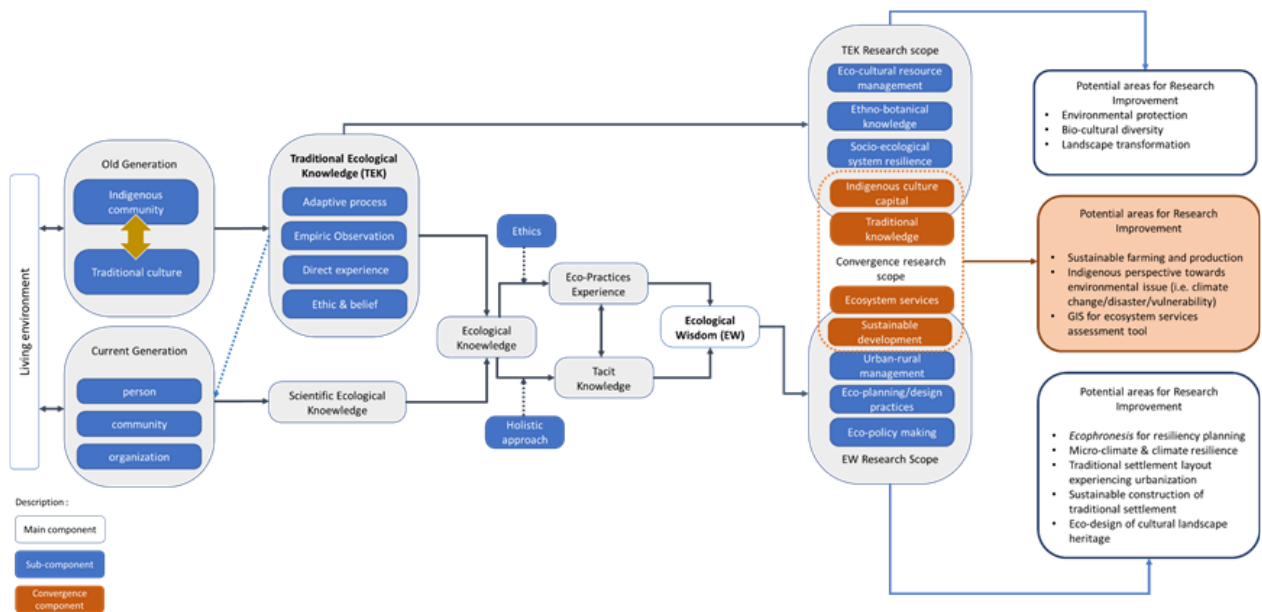 Living environment
Old Generation
Indigenous
community
Traditional culture
Current Generation
person
community
organization
Description :
Main component
Sub-component
Convergence
component
Traditional Ecological
Knowledge (TEK)
Adaptive process
Empiric Observation
Direct experience
Ethic & belief
Scientific Ecological
Knoewledge
Ecological
Knoewledge
Ethics
Holistic
approach
Eco-Practices
Experience
Tacit
Knowledge
Ecological
Wisdom (EW)
TEK Research scope
Eco-cultural resource
management
Ethno-botanical
knowledge
Socio-ecological
system resilience
Indigenous culture
capital
Traditional
knowledge
Convergence research
scope
Ecosystem services
Sustainable
development
Urban-rural
management
Eco-planning/design
practices
Eco-policy making
EW Research Scope
Potential areas for Research
Improvement
• Environmental protection
• Bio-cultural diversity
• Landscape transformation
Potential areas for Research
Improvement
• Sustainable farming and production
• Indigenous perspective towards
environmental issue (i.e. climate
change/disaster/vulnerability)
• GIS for ecosystem services
assessment tool
Potential areas for Research
Improvement
• Ecophronesis for resiliency planning
• Micro-climate & climate resilience
• Traditional settlement layout
experiencing urbanization
• Sustainable construction of
traditional settlement
• Eco-design of cultural landscape
heritage